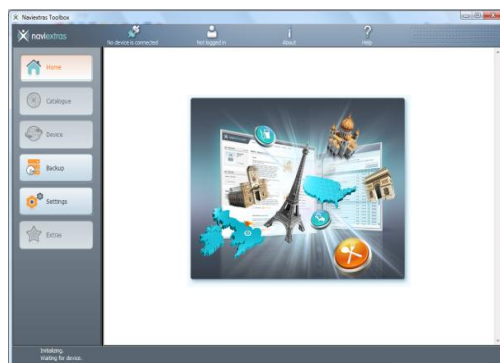 Naviextras Toolbox
naviextras
No device is connected
Not logged in
About
Help
Home
Catalogue
Device
Backup
Settings
Extras
Initializing.
Waiting for device.